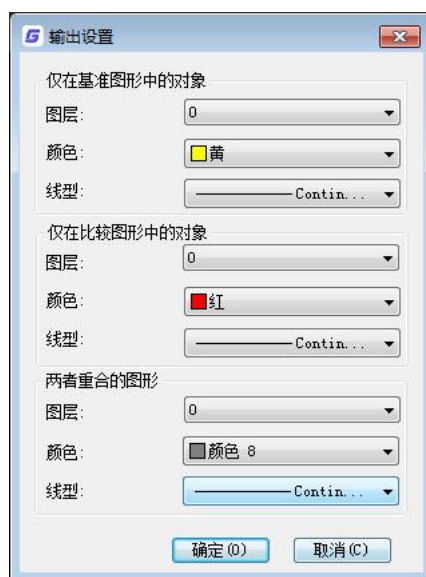 输出设置
仅在基准图形中的对象
图层: 0
颜色: 黄
线型: Contin...
仅在比较图形中的对象
图层: 0
颜色: 红
线型: Contin...
两者重合的图形
图层: 0
颜色: 颜色 8
线型: Contin...
确定(O) 取消(C)